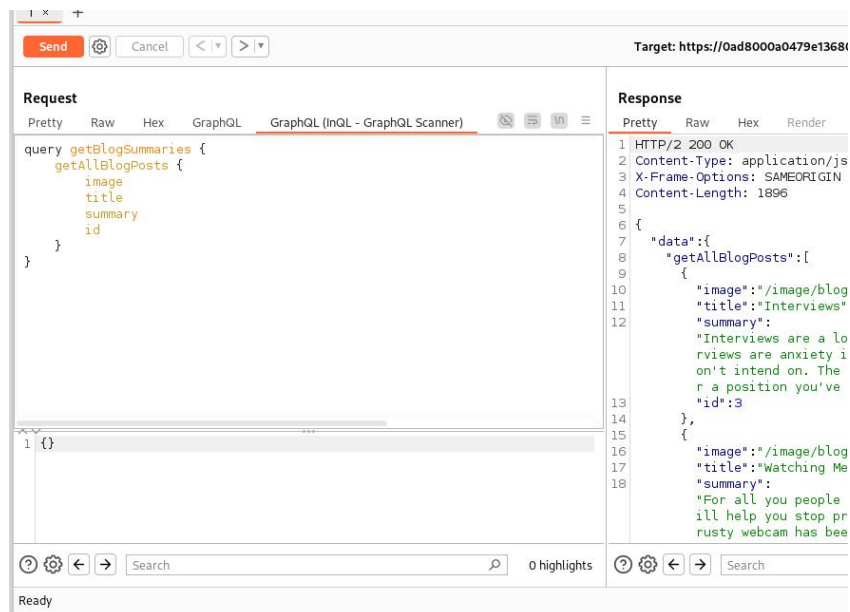 1 × +
Send Cancel < >
Target: https://0ad8000a0479e1368
Request
Pretty Raw Hex GraphQL GraphQL (InQL - GraphQL Scanner) \n
query getBlogSummaries {
getAllBlogPosts {
image
title
summary
id
}
}
1 {}
Search 0 highlights
Response
Pretty Raw Hex Render
1 HTTP/2 200 OK
2 Content-Type: application/js
3 X-Frame-Options: SAMEORIGIN
4 Content-Length: 1896
5
6 {
7 "data":{
8 "getAllBlogPosts":[
9 {
10 "image":"/image/blog
11 "title":"Interviews"
12 "summary":
"Interviews are a lo
rviews are anxiety i
on't intend on. The
r a position you've
13 "id":3
14 },
15 {
16 "image":"/image/blog
17 "title":"Watching Me
18 "summary":
"For all you people
ill help you stop pr
rusty webcam has bee
Search
Ready